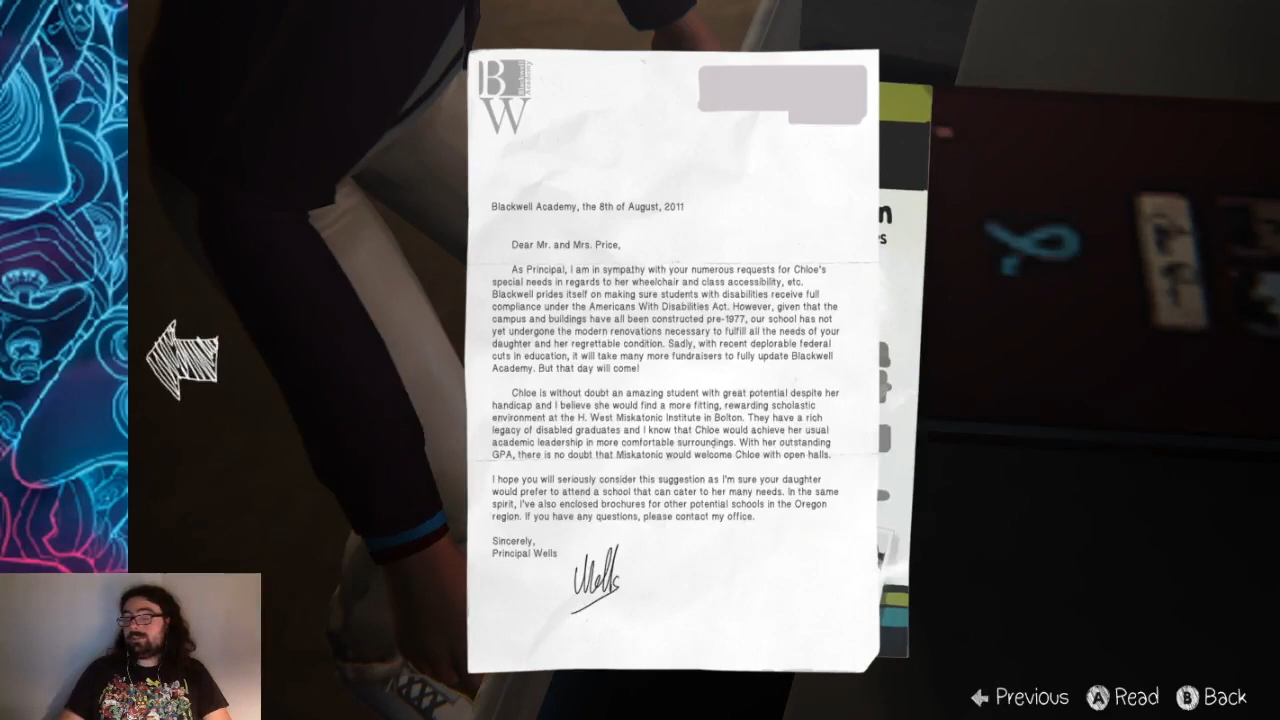 B
Blackwell
Academy
W
n
s
Blackwell Academy, the 8th of August, 2011
Dear Mr. and Mrs. Price,
As Principal, I am in sympathy with your numerous requests for Chloe's
special needs in regards to her wheelchair and class accessibility, etc.
Blackwell prides itself on making sure students with disabilities receive full
compliance under the Americans With Disabilities Act. However, given that the
campus and buildings have all been constructed pre-1977, our school has not
yet undergone the modern renovations necessary to fulfill all the needs of your
daughter and her regrettable condition. Sadly, with recent deplorable federal
cuts in education, it will take many more fundraisers to fully update Blackwell
Academy. But that day will come!
Chloe is without doubt an amazing student with great potential despite her
handicap and I believe she would find a more fitting, rewarding scholastic
environment at the H. West Miskatonic Institute in Bolton. They have a rich
legacy of disabled graduates and I know that Chloe would achieve her usual
academic leadership in more comfortable surroundings. With her outstanding
GPA, there is no doubt that Miskatonic would welcome Chloe with open halls.
I hope you will seriously consider this suggestion as I'm sure your daughter
would prefer to attend a school that can cater to her many needs. In the same
spirit, I've also enclosed brochures for other potential schools in the Oregon
region. If you have any questions, please contact my office.
Sincerely,
Principal Wells
Wells
Previous A Read B Back